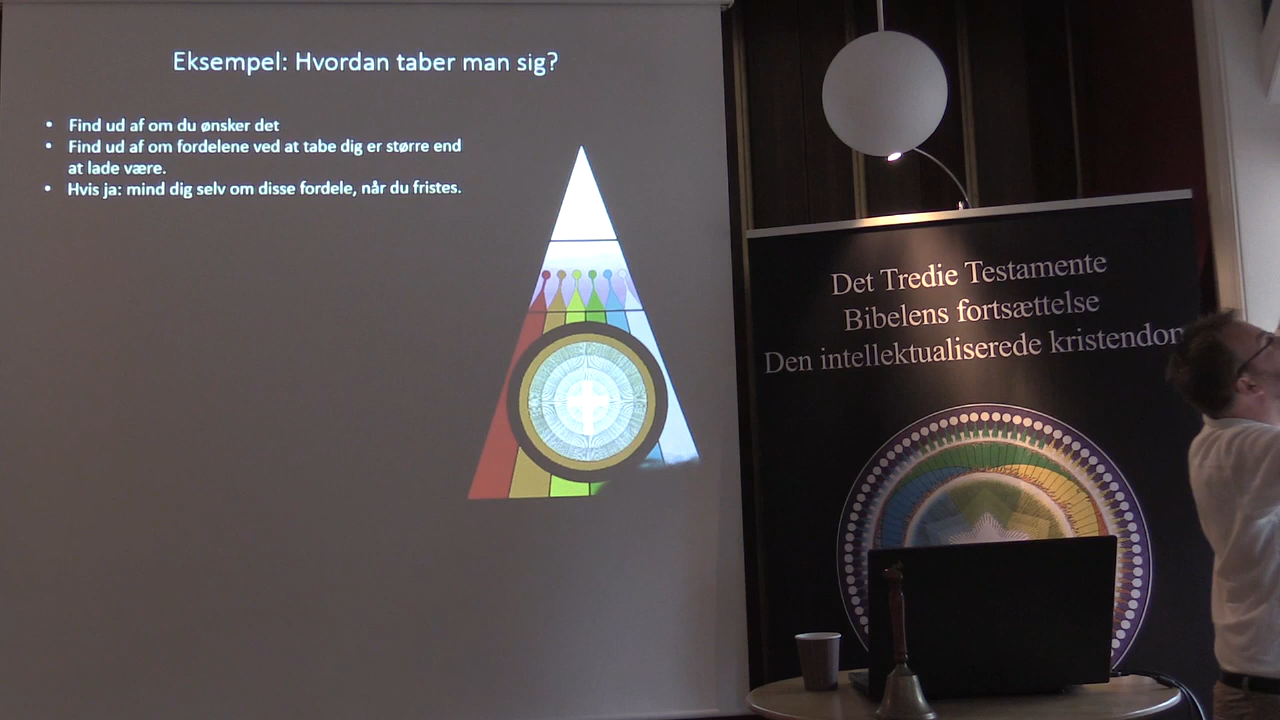 Eksempel: Hvordan taber man sig?
• Find ud af om du ønsker det
• Find ud af om fordelene ved at tabe dig er større end
at lade være.
• Hvis ja: mind dig selv om disse fordele, når du fristes.
Det Tredie Testamente
Bibelens fortsættelse
Den intellektualiserede kristendon